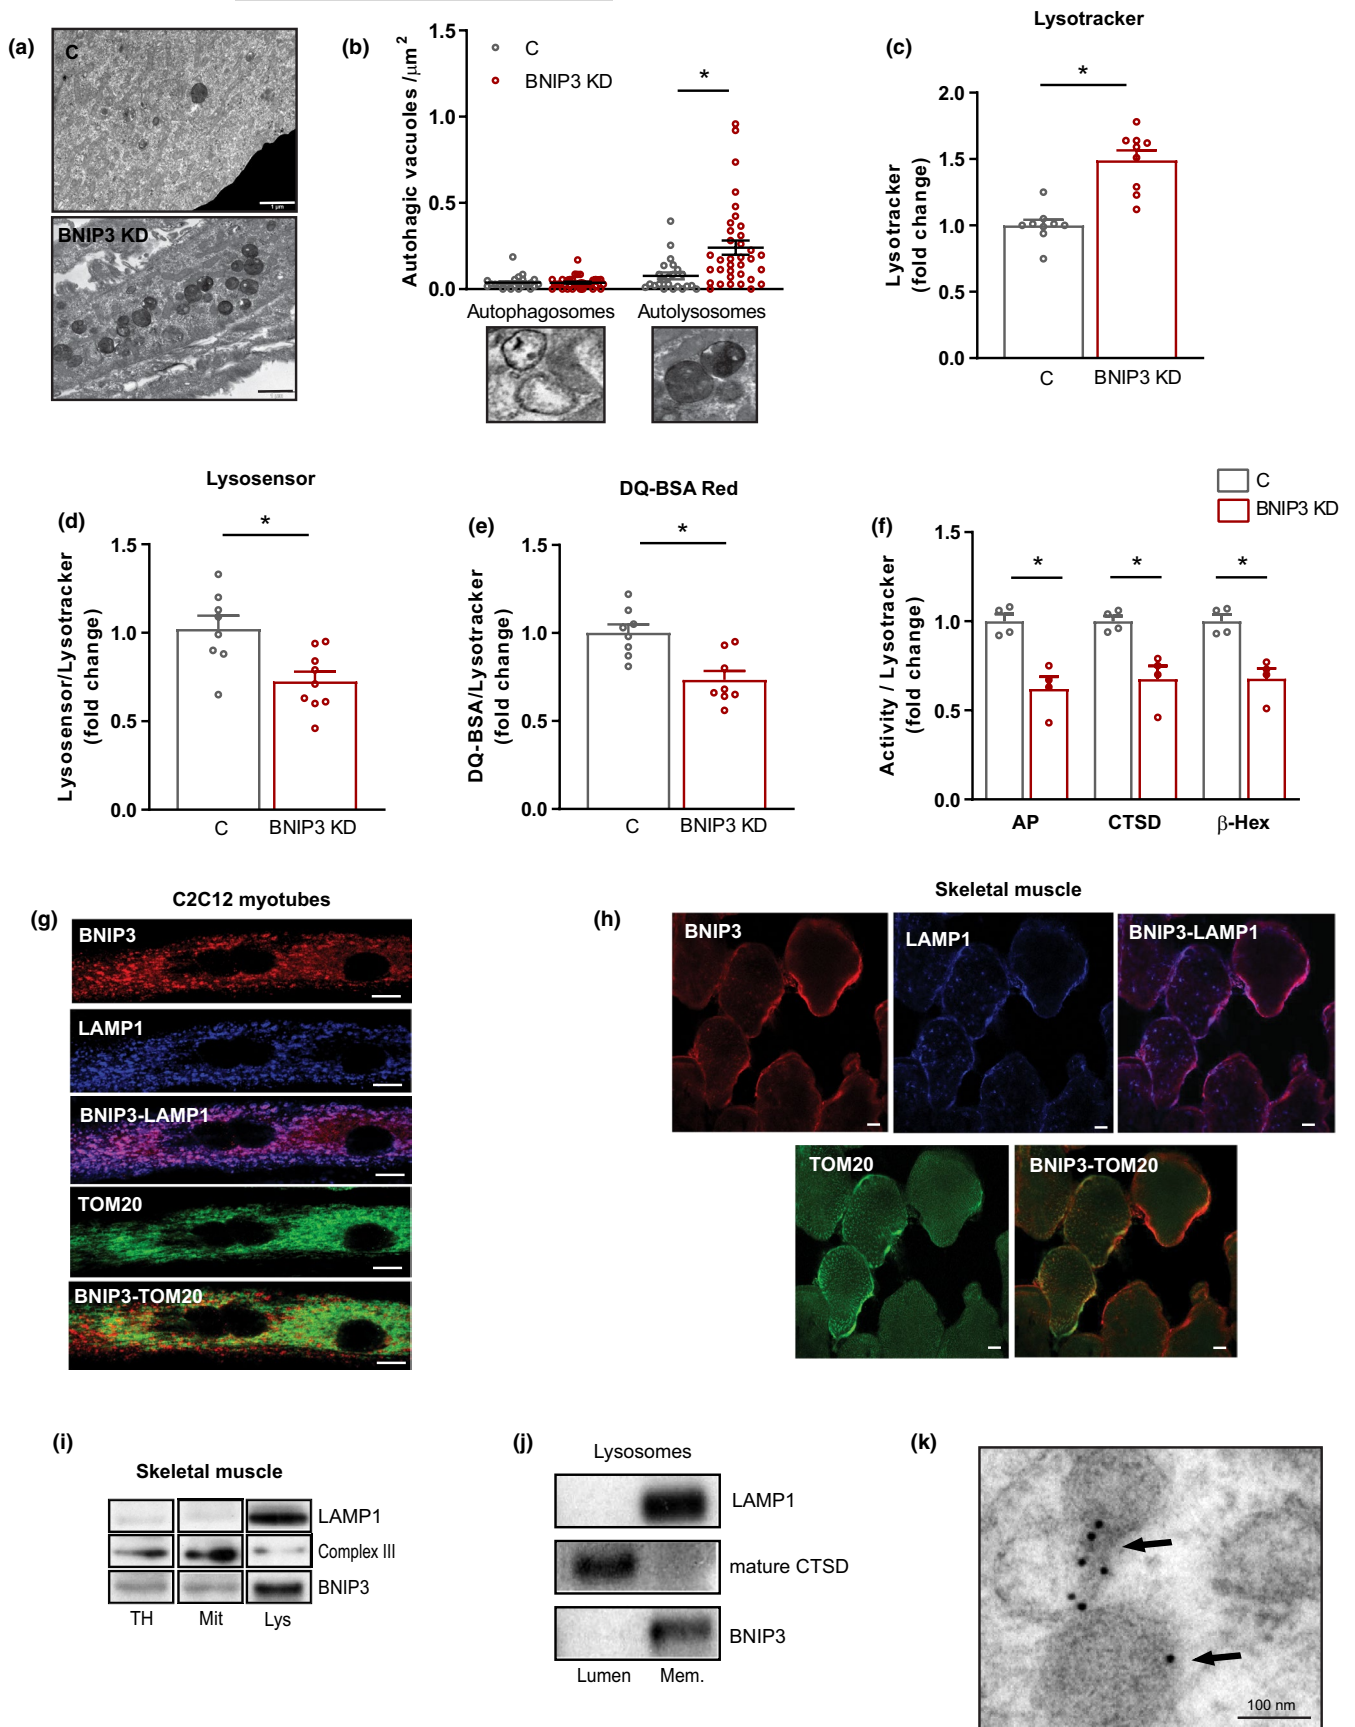 (a)
C
1 μm
BNIP3 KD
(b)
Autohagic vacuoles /μm²
1.5
1.0
0.5
0.0
C
BNIP3 KD
*
Autophagosomes
Autolysosomes
Lysotracker
(c)
Lysotracker
(fold change)
2.0
1.5
1.0
0.5
0.0
*
C
BNIP3 KD
Lysosensor
(d)
Lysosensor/Lysotracker
(fold change)
1.5
1.0
0.5
0.0
*
C
BNIP3 KD
DQ-BSA Red
(e)
DQ-BSA/Lysotracker
(fold change)
1.5
1.0
0.5
0.0
*
C
BNIP3 KD
C
BNIP3 KD
(f)
Activity / Lysotracker
(fold change)
1.5
1.0
0.5
0.0
*
*
*
AP
CTSD
β-Hex
C2C12 myotubes
(g)
BNIP3
LAMP1
BNIP3-LAMP1
TOM20
BNIP3-TOM20
Skeletal muscle
(h)
BNIP3
LAMP1
BNIP3-LAMP1
TOM20
BNIP3-TOM20
(i)
Skeletal muscle
LAMP1
Complex III
BNIP3
TH
Mit
Lys
(j)
Lysosomes
LAMP1
mature CTSD
BNIP3
Lumen
Mem.
(k)
100 nm